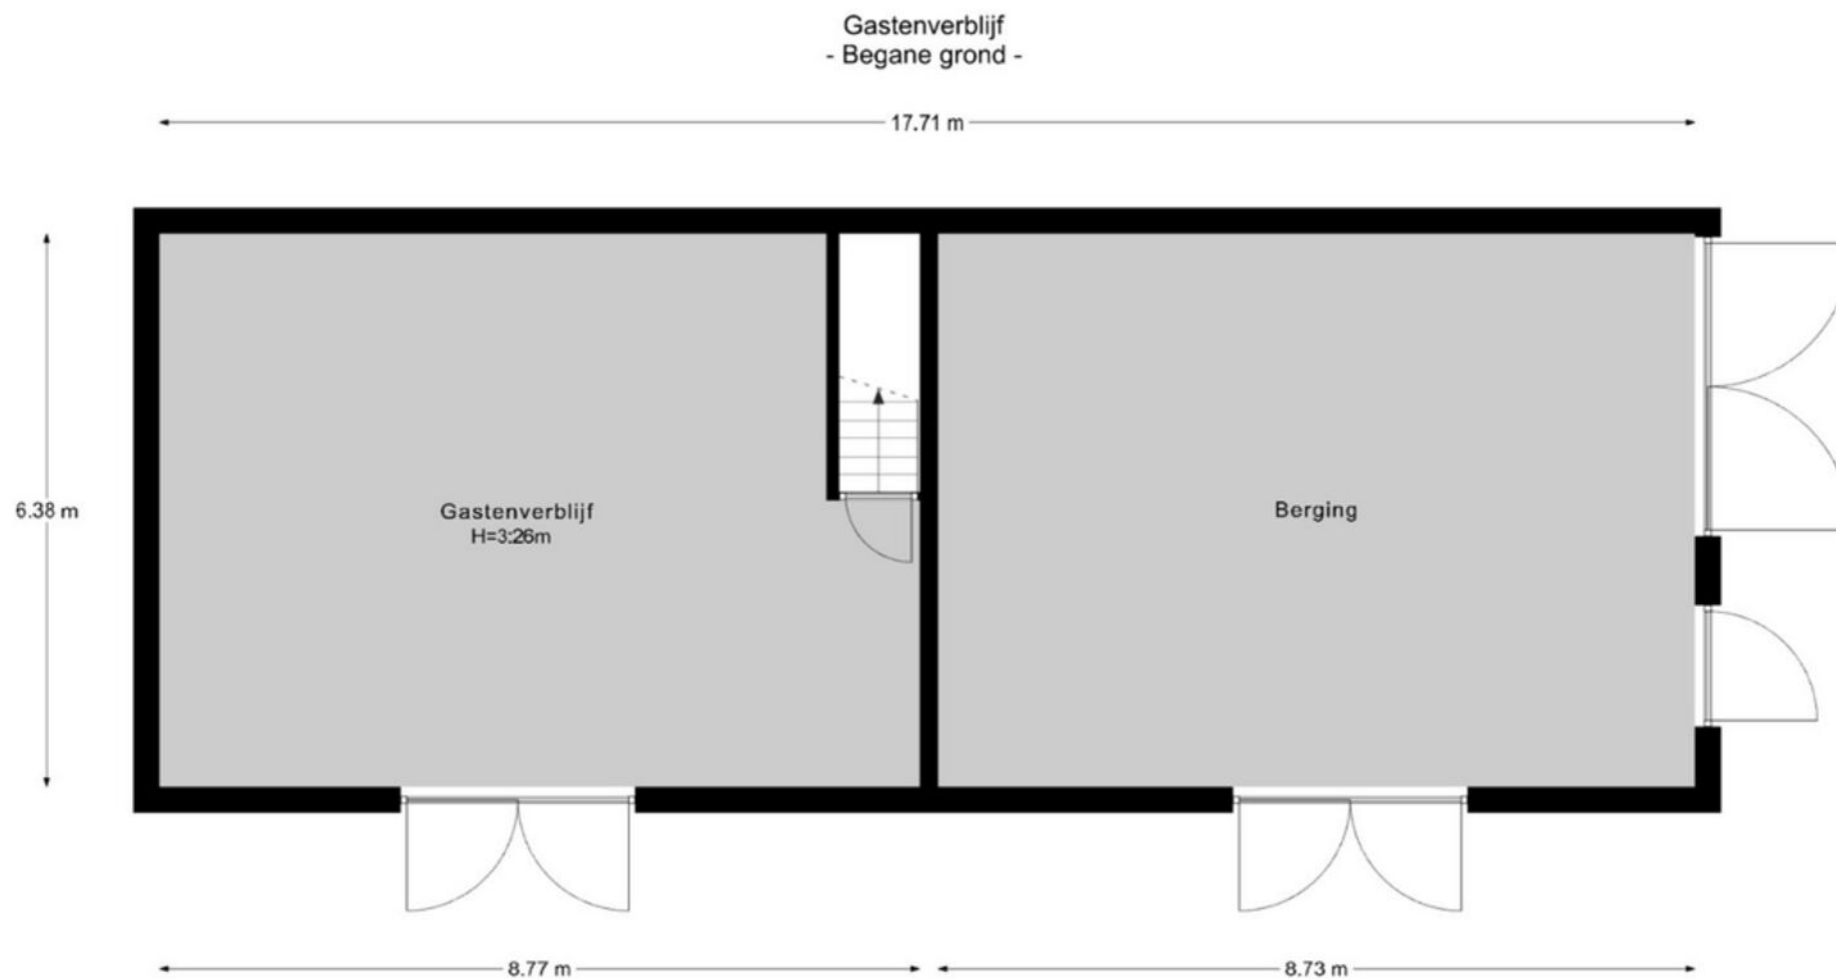 Gastenverblijf
- Begane grond -
17.71 m
6.38 m
Gastenverblijf
H=3:26m
Berging
8.77 m
8.73 m